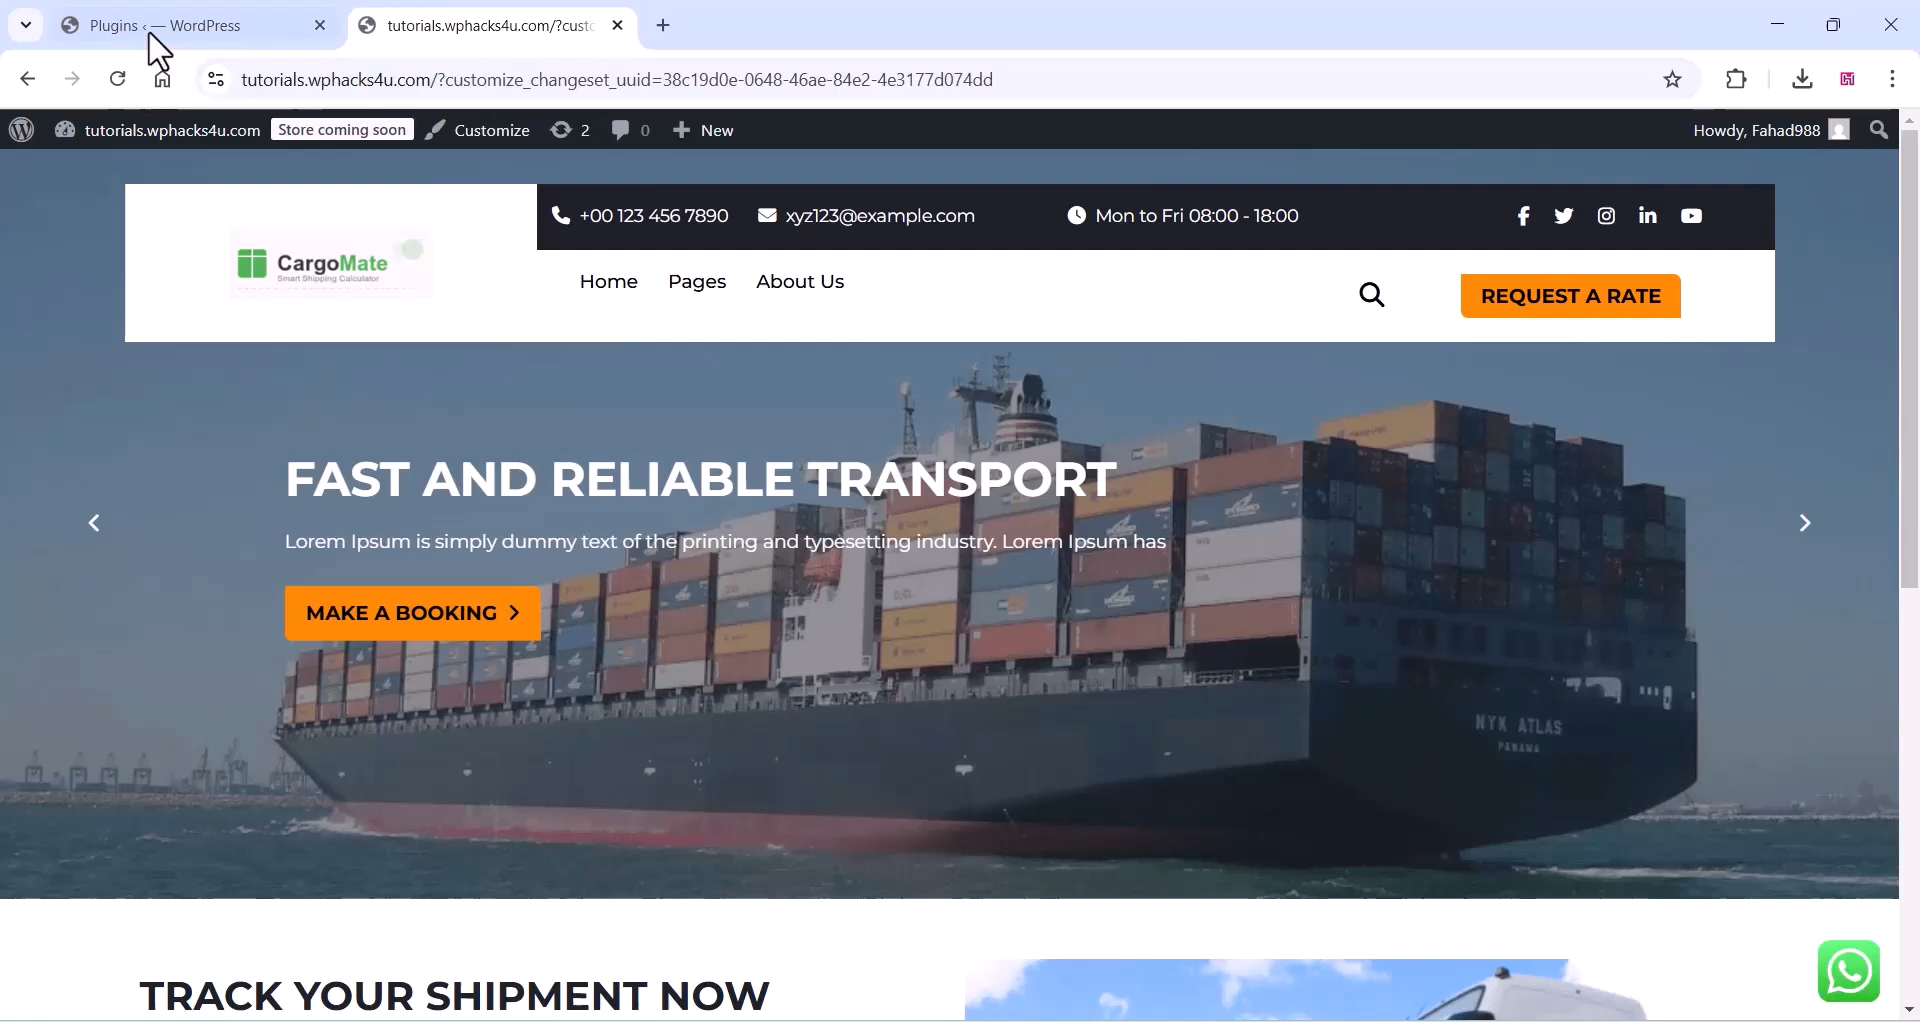 Plugins ‹ — WordPress
tutorials.wphacks4u.com/?custo
tutorials.wphacks4u.com/?customize_changeset_uuid=38c19d0e-0648-46ae-84e2-4e3177d074dd
tutorials.wphacks4u.com Store coming soon Customize 2 0 New Howdy, Fahad988
+00 123 456 7890 xyz123@example.com Mon to Fri 08:00 - 18:00
CargoMate
Smart Shipping Calculator
Home Pages About Us
REQUEST A RATE
FAST AND RELIABLE TRANSPORT
Lorem Ipsum is simply dummy text of the printing and typesetting industry. Lorem Ipsum has
MAKE A BOOKING
NYK ATLAS
PANAMA
TRACK YOUR SHIPMENT NOW